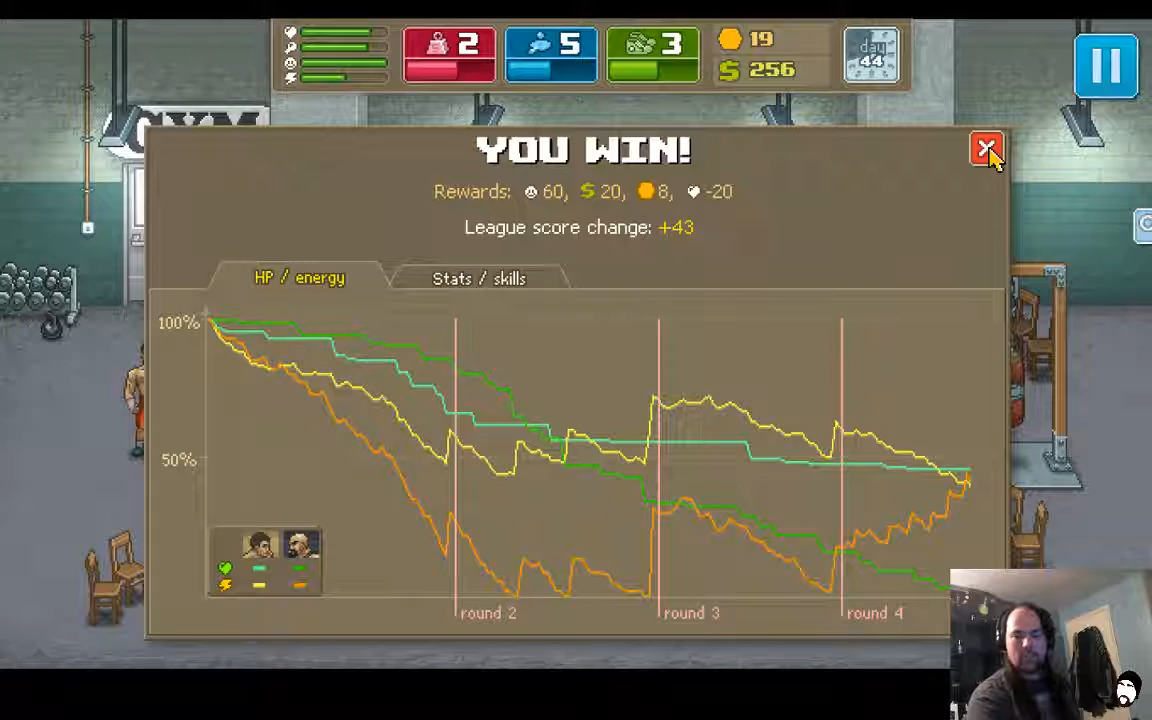 2
5
3
19
256
day
44
GYM
YOU WIN!
Rewards: 60, $ 20, 8, -20
League score change: +43
HP / energy
Stats / skills
100%
50%
round 2
round 3
round 4